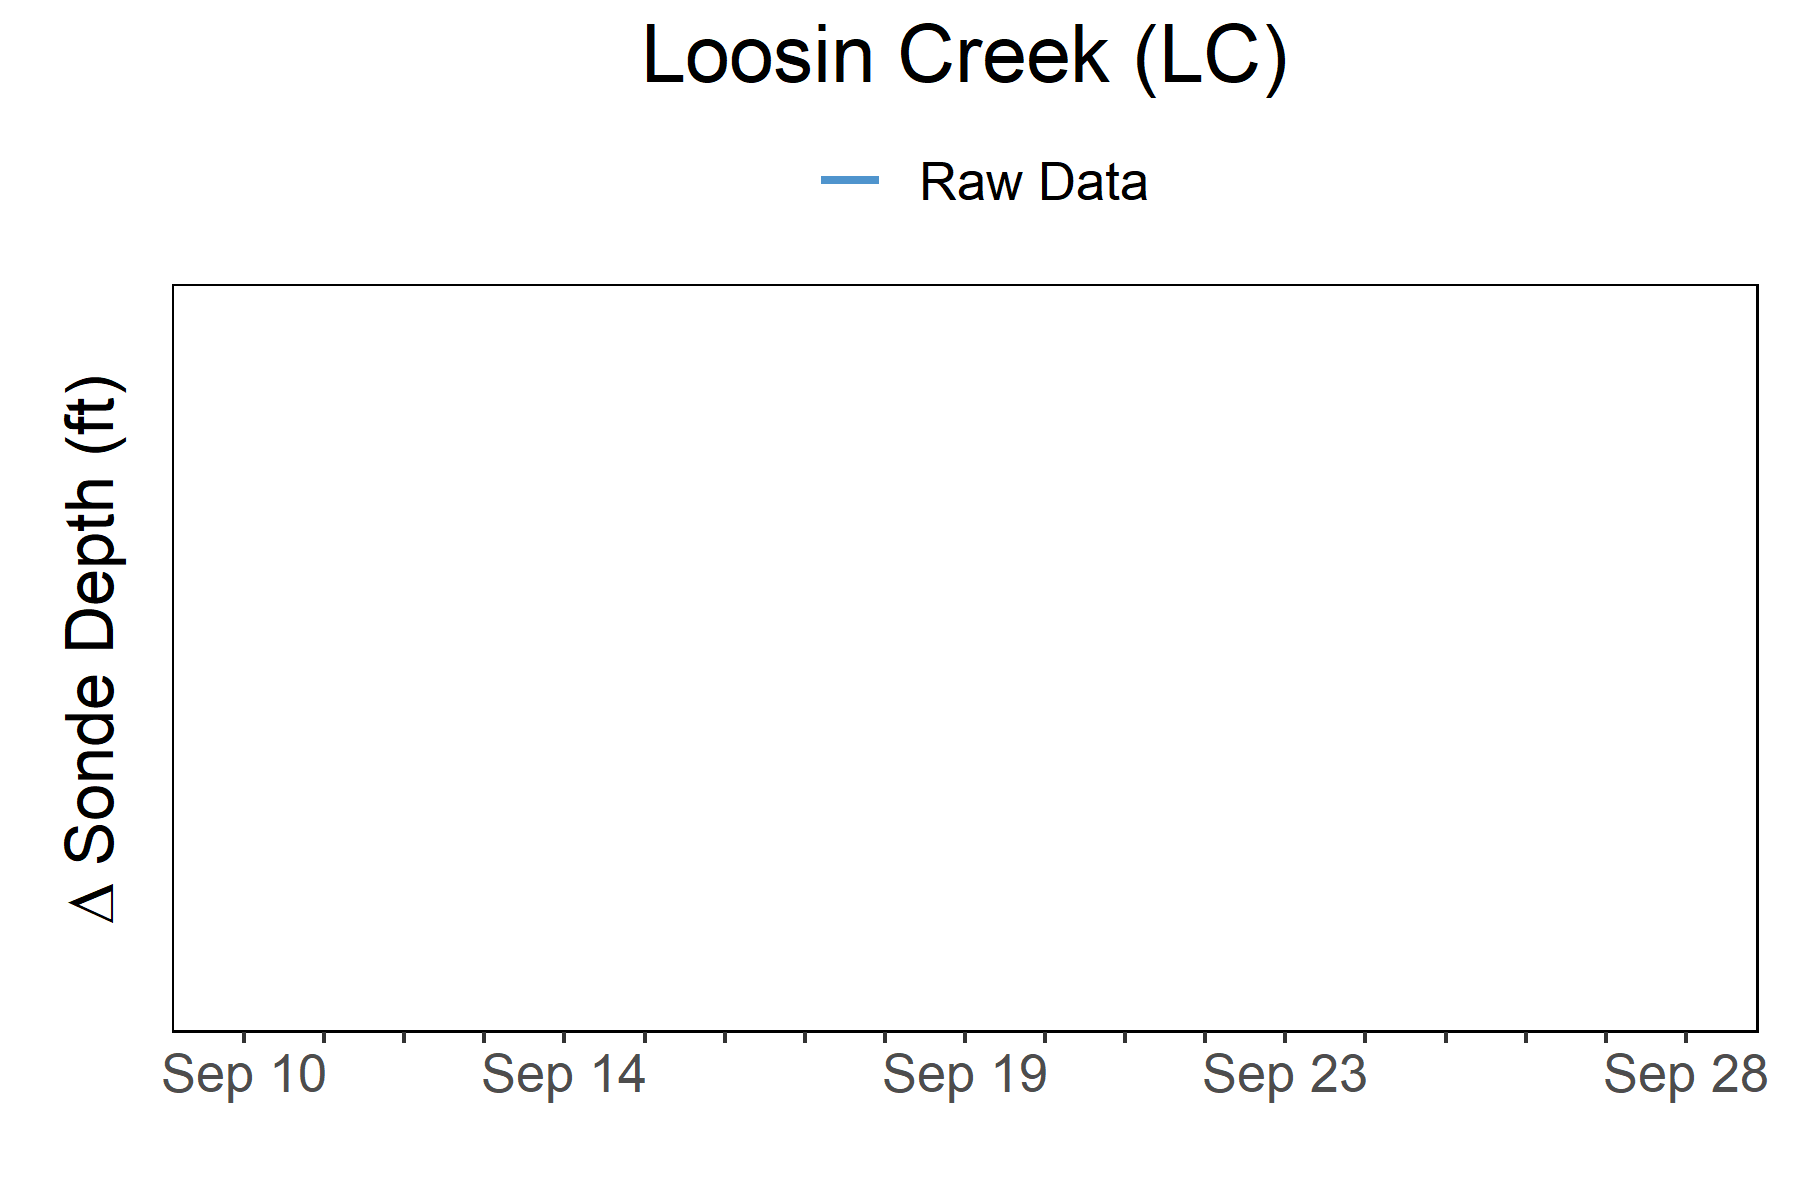 Loosin Creek (LC)
Raw Data
Δ Sonde Depth (ft)
Sep 10 Sep 14 Sep 19 Sep 23 Sep 28